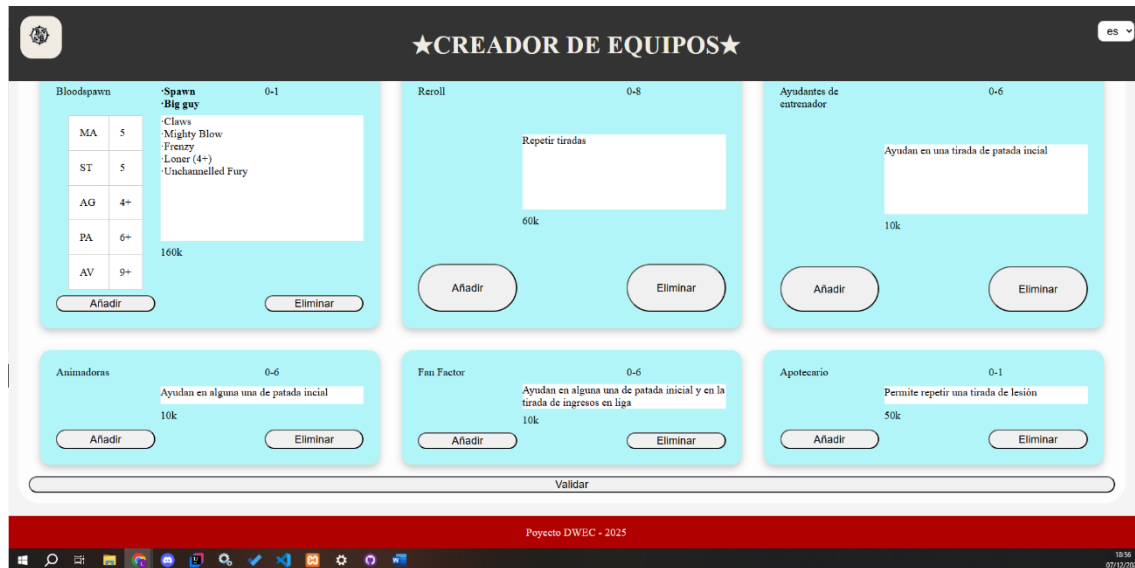 ★CREADOR DE EQUIPOS★
es
Bloodspawn
·Spawn
·Big guy
0-1
MA 5
ST 5
AG 4+
PA 6+
AV 9+
·Claws
·Mighty Blow
·Frenzy
·Loner (4+)
·Unchannelled Fury
160k
Añadir
Eliminar
Reroll
0-8
Repetir tiradas
60k
Añadir
Eliminar
Ayudantes de
entrenador
0-6
Ayudan en una tirada de patada incial
10k
Añadir
Eliminar
Animadoras
0-6
Ayudan en alguna una de patada incial
10k
Añadir
Eliminar
Fan Factor
0-6
Ayudan en alguna una de patada inicial y en la
tirada de ingresos en liga
10k
Añadir
Eliminar
Apotecario
0-1
Permite repetir una tirada de lesión
50k
Añadir
Eliminar
Validar
Poyecto DWEC - 2025
18:56
07/12/20